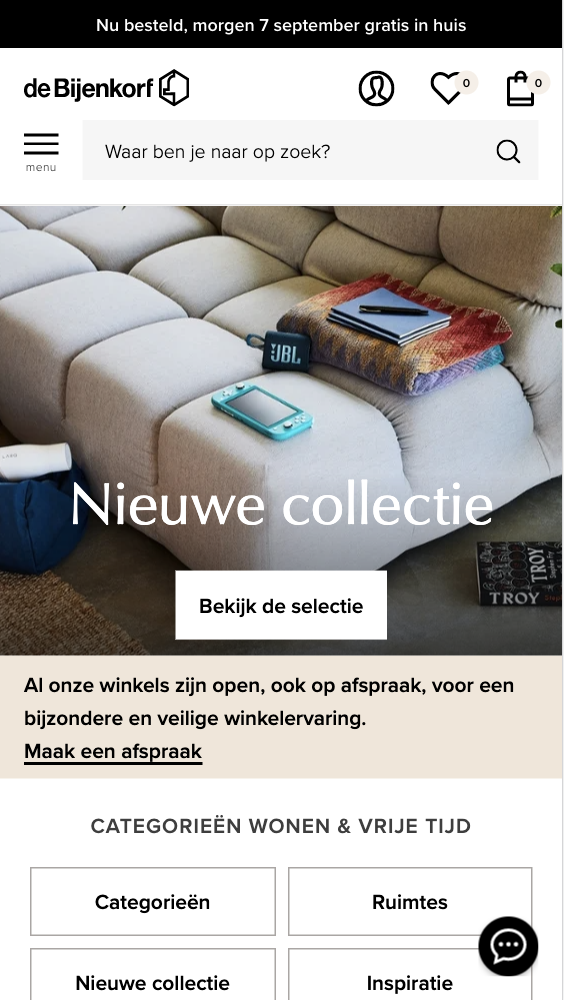 Nu besteld, morgen 7 september gratis in huis
de Bijenkorf
0
0
menu
Waar ben je naar op zoek?
JBL
Nieuwe collectie
TROY
TROY
Bekijk de selectie
Al onze winkels zijn open, ook op afspraak, voor een
bijzondere en veilige winkelervaring.
Maak een afspraak
CATEGORIEËN WONEN & VRIJE TIJD
Categorieën
Ruimtes
Nieuwe collectie
Inspiratie